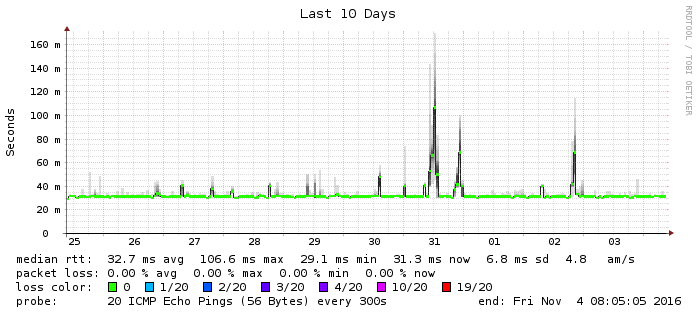 Last 10 Days
RRDTOOL / TOBI OETIKER
Seconds
160 m
140 m
120 m
100 m
80 m
60 m
40 m
20 m
0
25 26 27 28 29 30 31 01 02 03
median rtt: 32.7 ms avg 106.6 ms max 29.1 ms min 31.3 ms now 6.8 ms sd 4.8 am/s
packet loss: 0.00 % avg 0.00 % max 0.00 % min 0.00 % now
loss color: 0 1/20 2/20 3/20 4/20 10/20 19/20
probe: 20 ICMP Echo Pings (56 Bytes) every 300s end: Fri Nov 4 08:05:05 2016